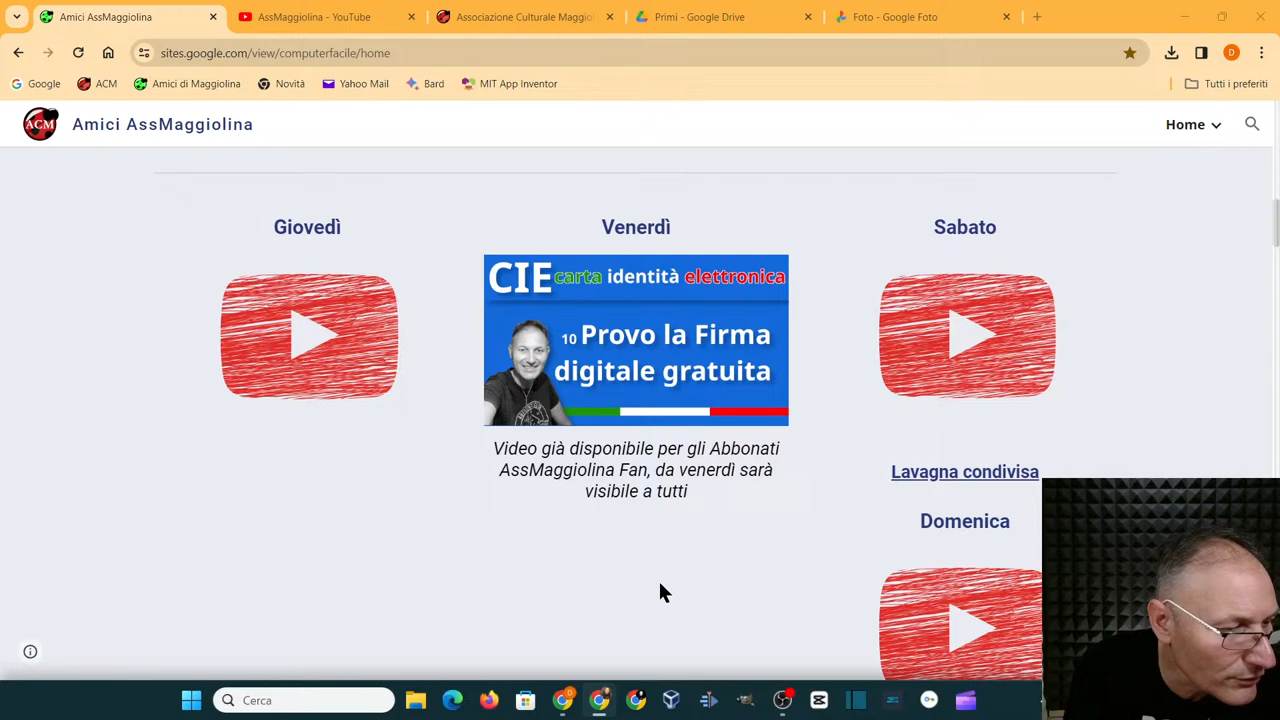 Amici AssMaggiolina
AssMaggiolina - YouTube
Associazione Culturale Maggiol
Primi - Google Drive
Foto - Google Foto
sites.google.com/view/computerfacile/home
D
Google
ACM
Amici di Maggiolina
Novità
Yahoo Mail
Bard
MIT App Inventor
Tutti i preferiti
ACM
Amici AssMaggiolina
Home
Giovedì
Venerdì
Sabato
CIE carta identità elettronica
10 Provo la Firma
digitale gratuita
Video già disponibile per gli Abbonati
AssMaggiolina Fan, da venerdì sarà
visibile a tutti
Lavagna condivisa
Domenica
Cerca